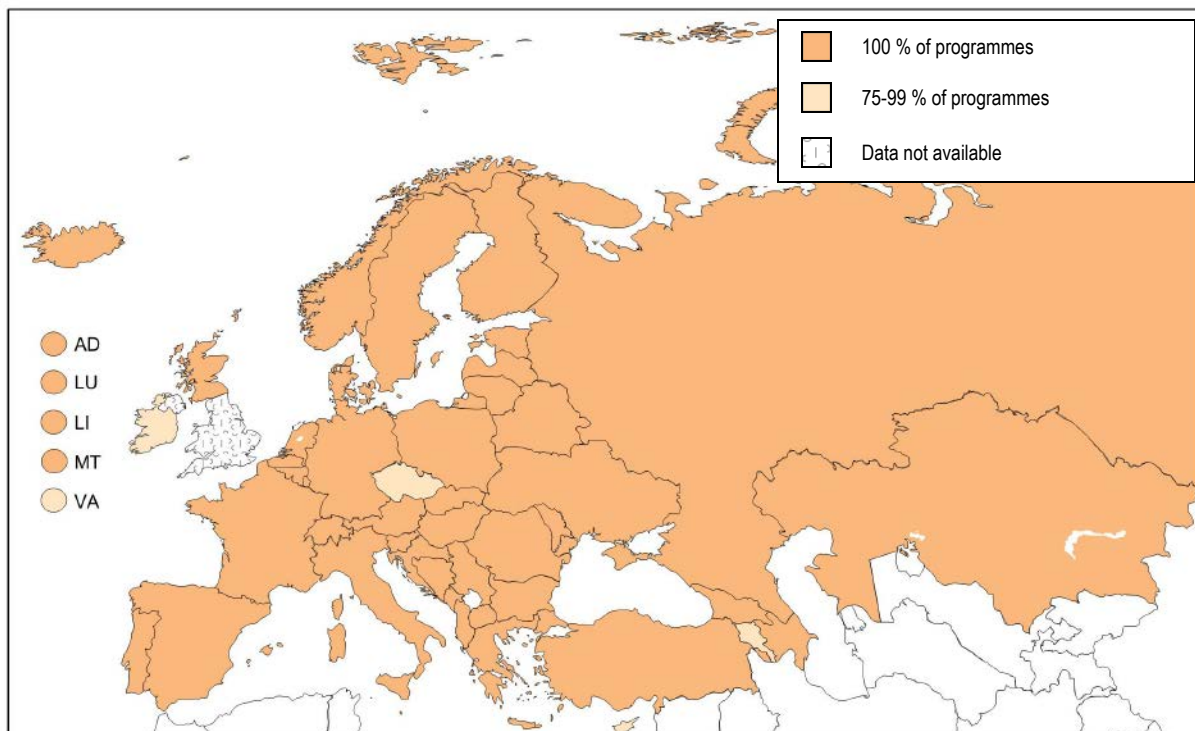 100 % of programmes
75-99 % of programmes
Data not available
AD
LU
LI
MT
VA